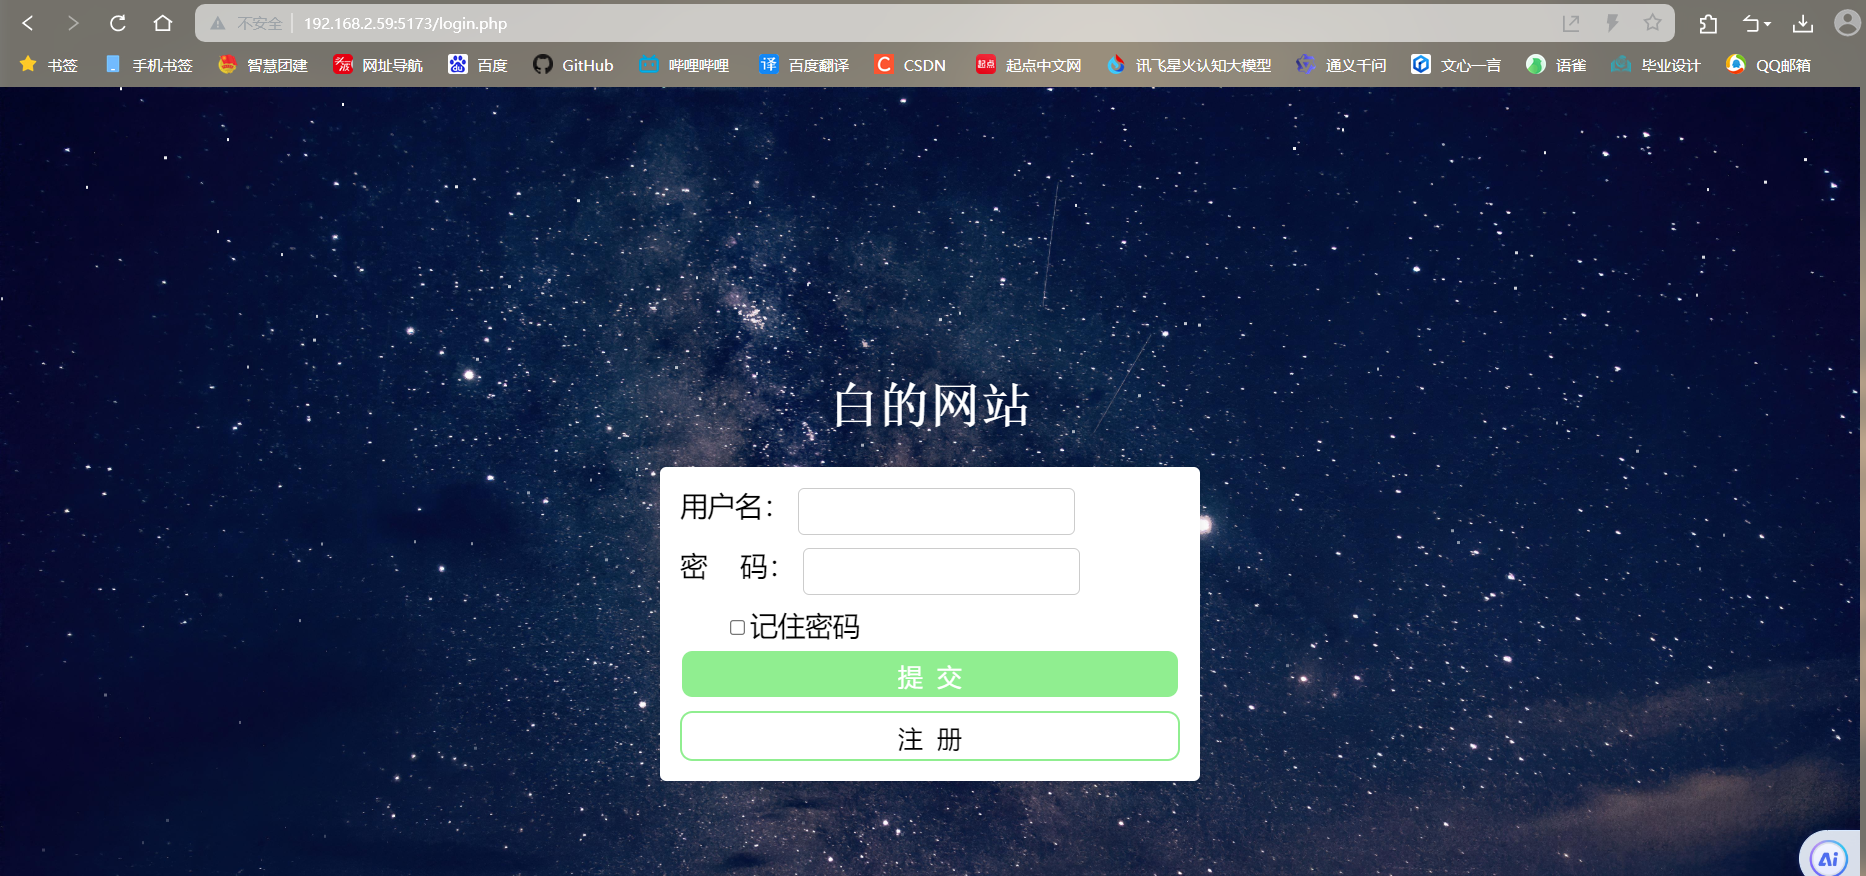 不安全 192.168.2.59:5173/login.php
书签 手机书签 智慧团建 网址导航 百度 GitHub 哔哩哔哩 译 百度翻译 C CSDN 起点 起点中文网 讯飞星火认知大模型 通义千问 文心一言 语雀 毕业设计 QQ邮箱
白的网站
用户名：
密 码：
记住密码
提 交
注 册
Ai